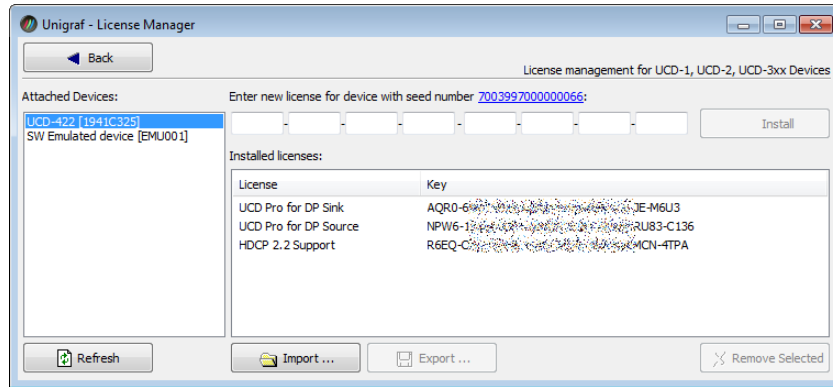 Unigraf - License Manager
Back
License management for UCD-1, UCD-2, UCD-3xx Devices
Attached Devices:
Enter new license for device with seed number 7003997000000066:
UCD-422 [1941C325]
SW Emulated device [EMU001]
- - - - - - -
Install
Installed licenses:
License Key
UCD Pro for DP Sink AQR0-6 JE-M6U3
UCD Pro for DP Source NPW6-1 RU83-C136
HDCP 2.2 Support R6EQ-C MCN-4TPA
Refresh
Import ...
Export ...
Remove Selected